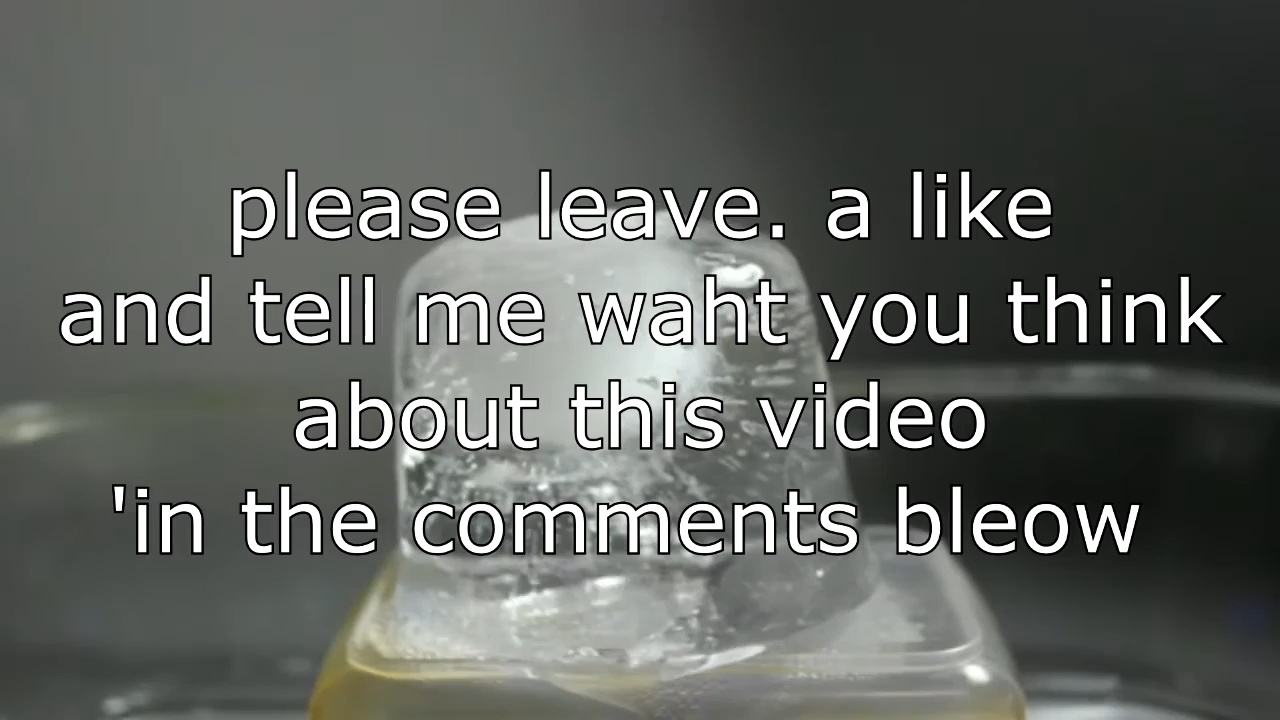 please leave. a like
and tell me waht you think
about this video
'in the comments bleow